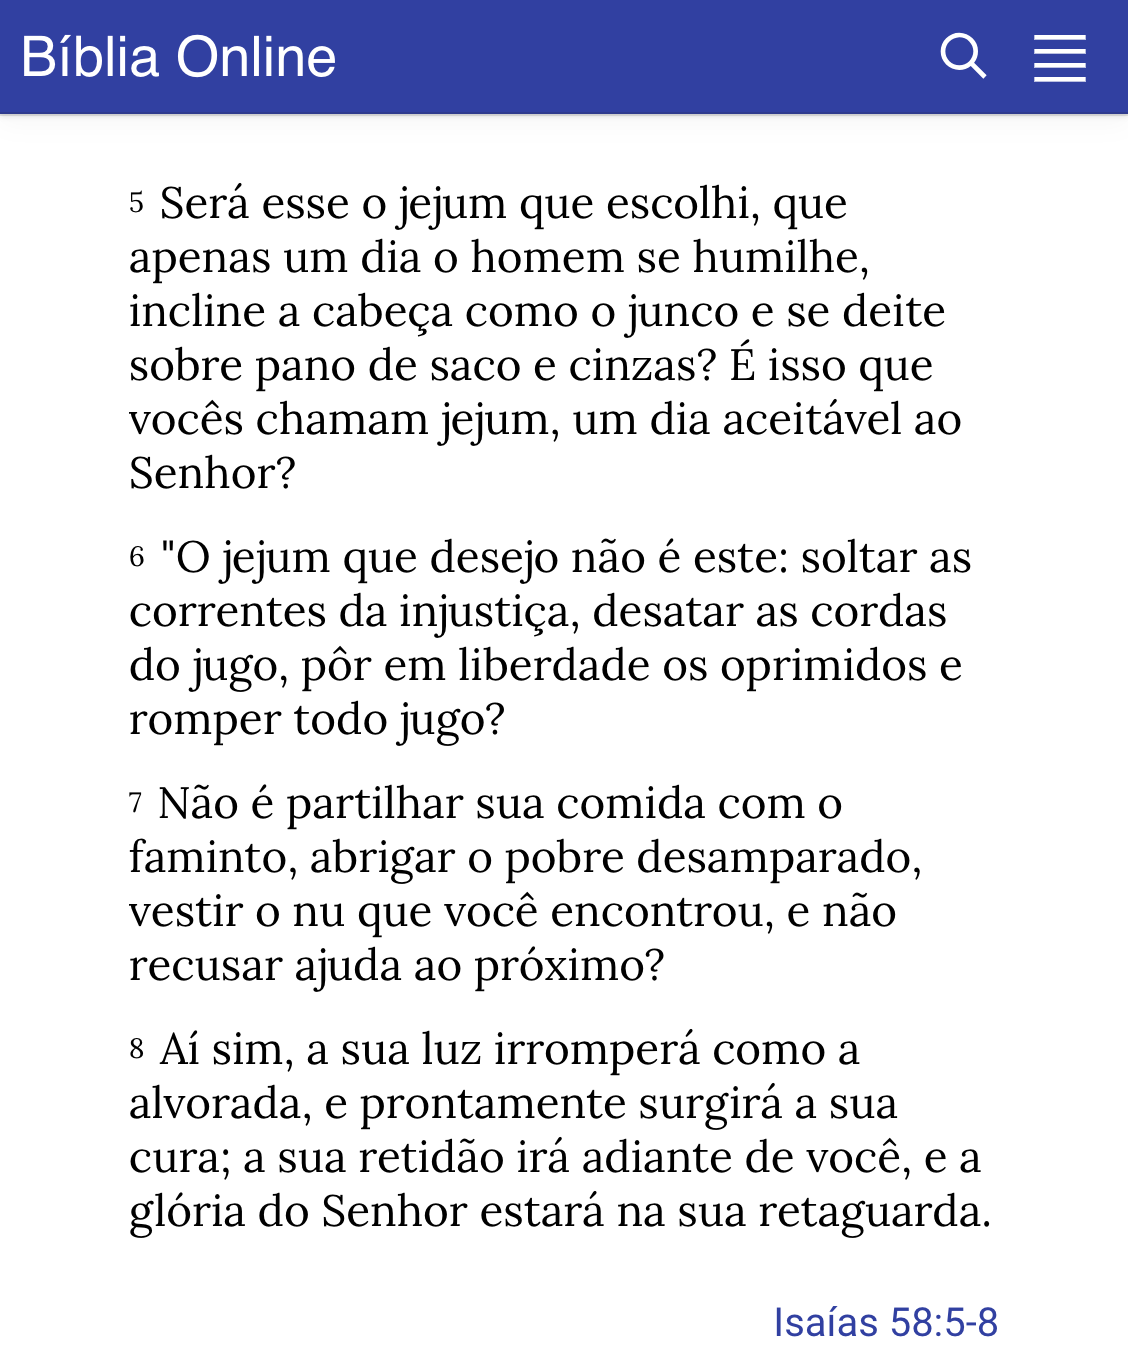 Bíblia Online
5 Será esse o jejum que escolhi, que
apenas um dia o homem se humilhe,
incline a cabeça como o junco e se deite
sobre pano de saco e cinzas? É isso que
vocês chamam jejum, um dia aceitável ao
Senhor?
6 "O jejum que desejo não é este: soltar as
correntes da injustiça, desatar as cordas
do jugo, pôr em liberdade os oprimidos e
romper todo jugo?
7 Não é partilhar sua comida com o
faminto, abrigar o pobre desamparado,
vestir o nu que você encontrou, e não
recusar ajuda ao próximo?
8 Aí sim, a sua luz irromperá como a
alvorada, e prontamente surgirá a sua
cura; a sua retidão irá adiante de você, e a
glória do Senhor estará na sua retaguarda.
Isaías 58:5-8